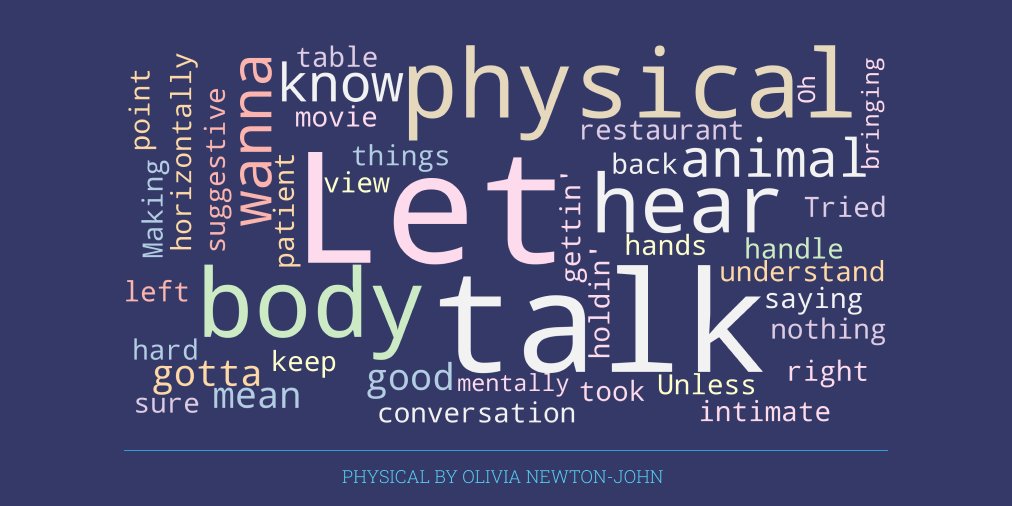 table
physical
know
Oh
movie
point
horizontally
wanna
suggestive
bringing
restaurant
things
back
animal
view
Let
patient
Making
hear
gettin'
Tried
hands
handle
understand
body
talk
holdin'
left
saying
nothing
hard
keep
gotta
good
mentally
took
Unless
right
mean
sure
conversation
intimate
PHYSICAL BY OLIVIA NEWTON-JOHN